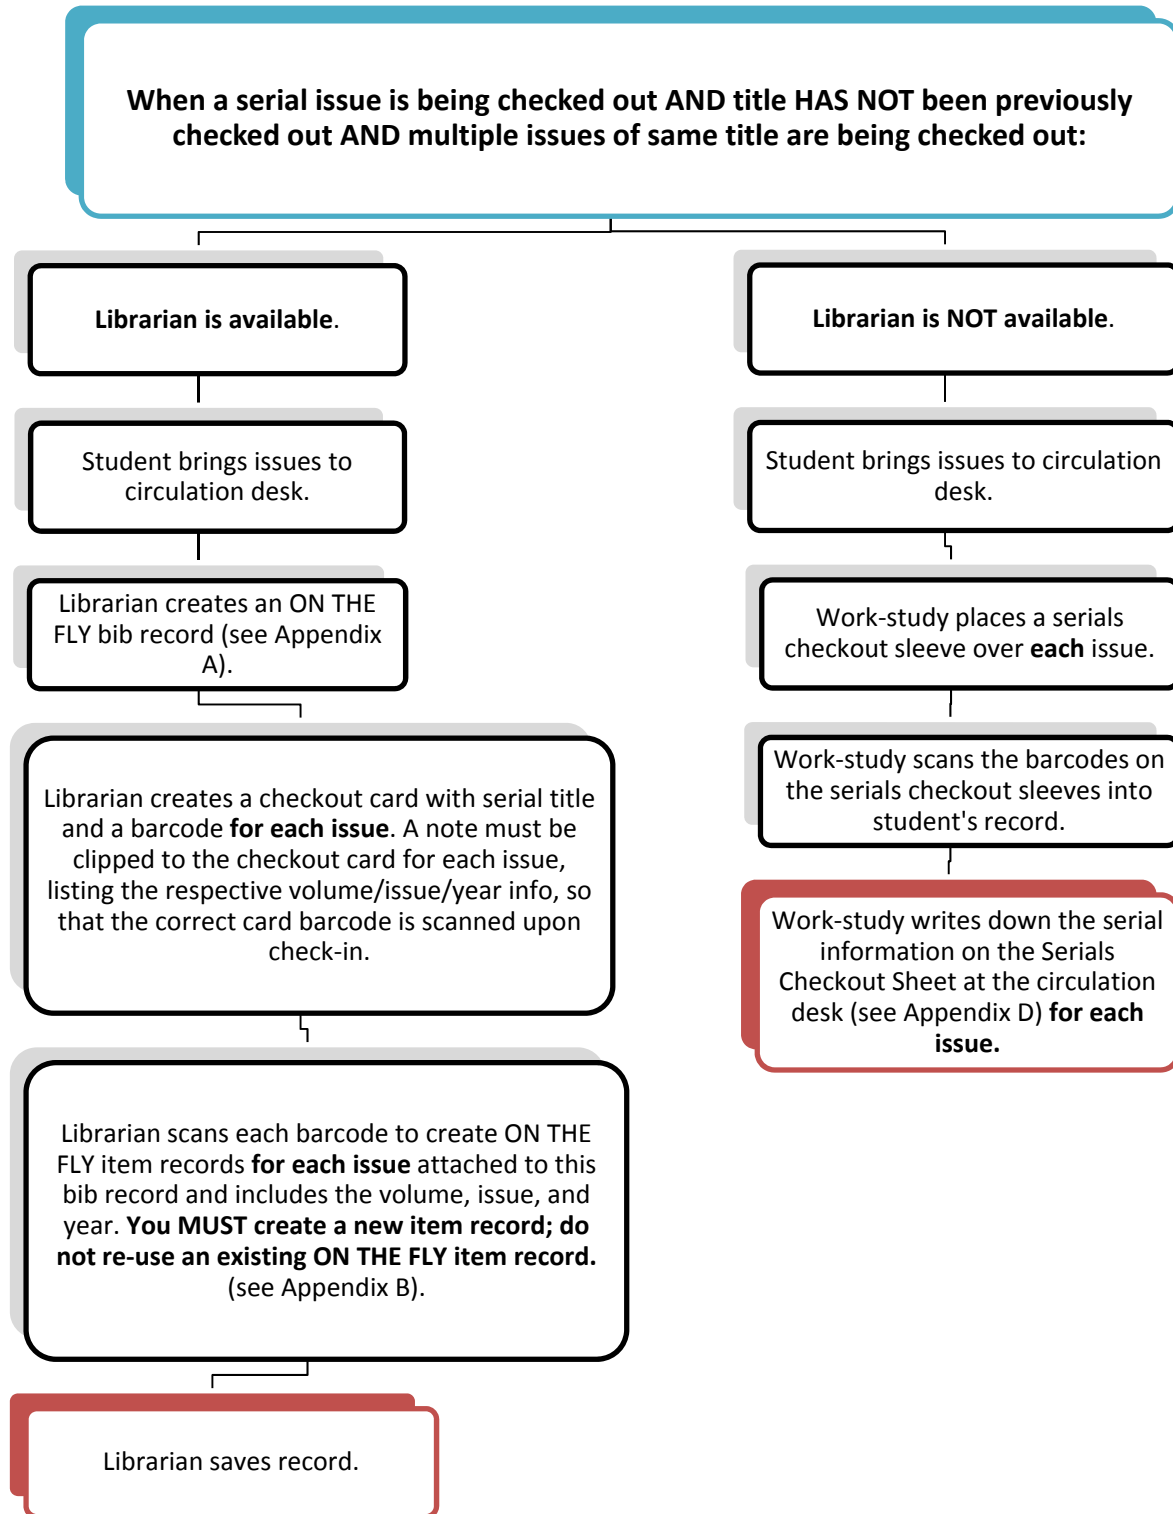 When a serial issue is being checked out AND title HAS NOT been previously
checked out AND multiple issues of same title are being checked out:
Librarian is available.
Student brings issues to
circulation desk.
Librarian creates an ON THE
FLY bib record (see Appendix
A).
Librarian creates a checkout card with serial title
and a barcode for each issue. A note must be
clipped to the checkout card for each issue,
listing the respective volume/issue/year info, so
that the correct card barcode is scanned upon
check-in.
Librarian scans each barcode to create ON THE
FLY item records for each issue attached to this
bib record and includes the volume, issue, and
year. You MUST create a new item record; do
not re-use an existing ON THE FLY item record.
(see Appendix B).
Librarian saves record.
Librarian is NOT available.
Student brings issues to circulation
desk.
Work-study places a serials
checkout sleeve over each issue.
Work-study scans the barcodes on
the serials checkout sleeves into
student's record.
Work-study writes down the serial
information on the Serials
Checkout Sheet at the circulation
desk (see Appendix D) for each
issue.